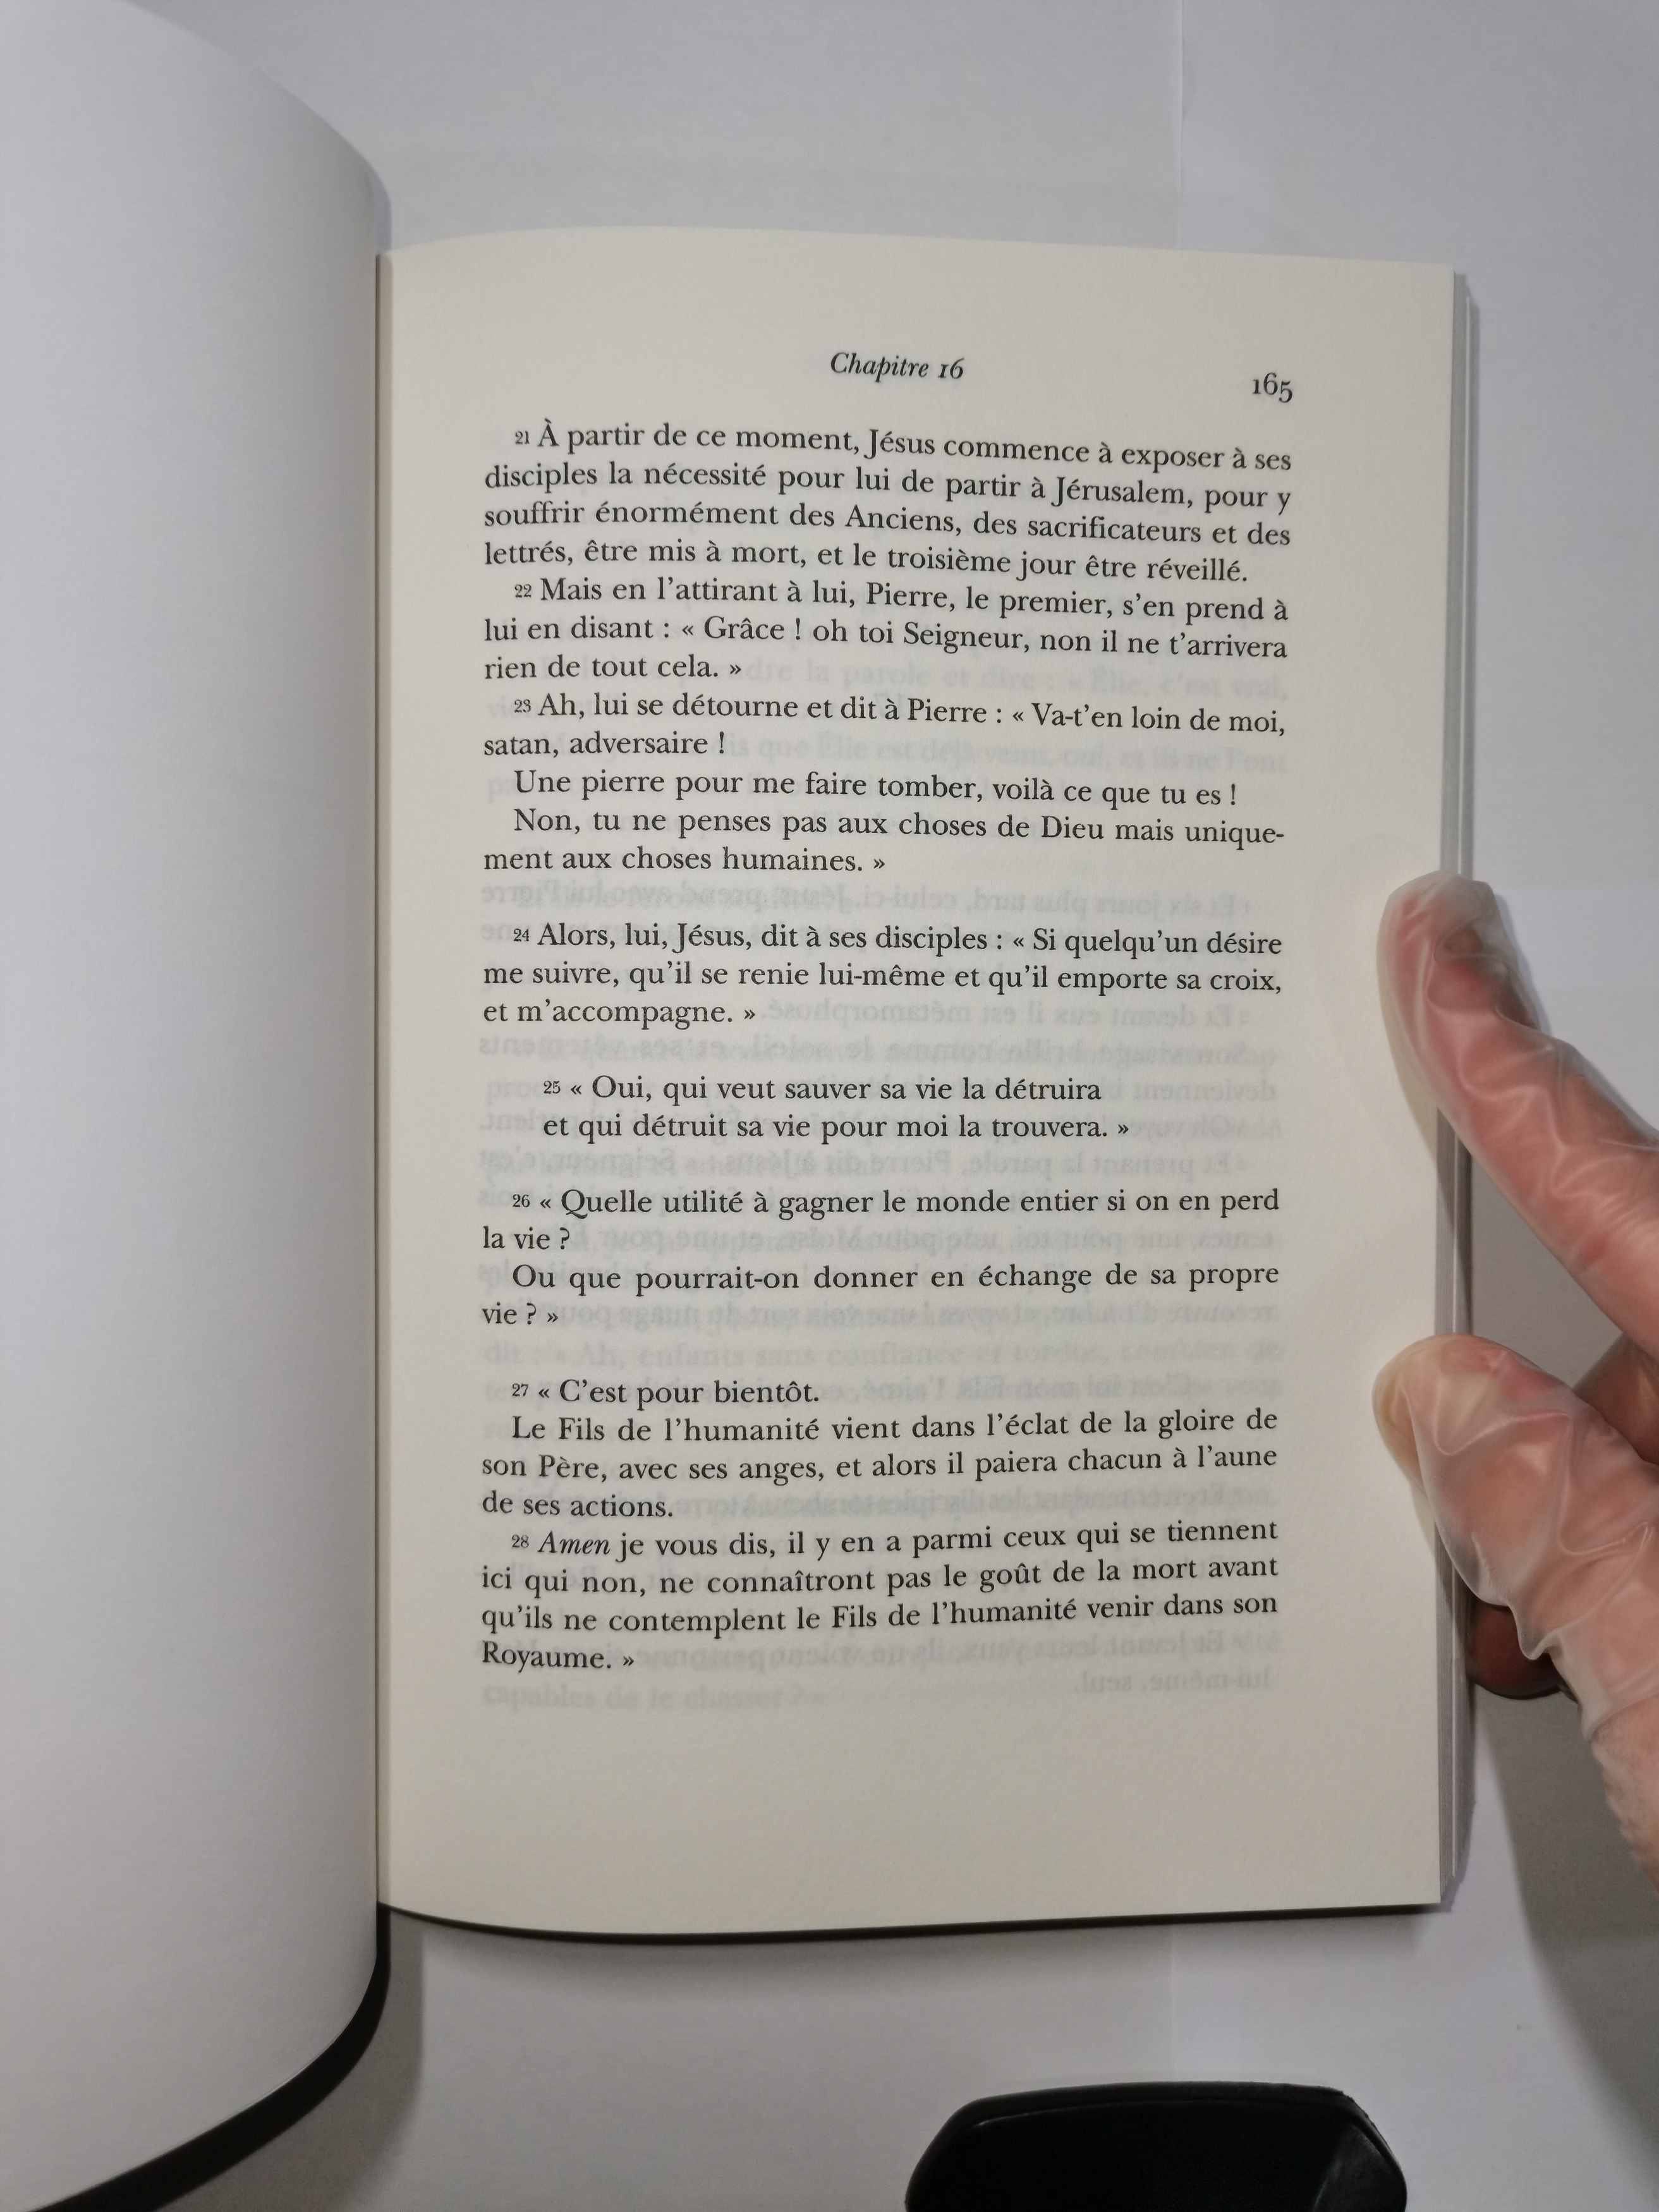 Chapitre 16
165
21 À partir de ce moment, Jésus commence à exposer à ses
disciples la nécessité pour lui de partir à Jérusalem, pour y
souffrir énormément des Anciens, des sacrificateurs et des
lettrés, être mis à mort, et le troisième jour être réveillé.
22 Mais en l’attirant à lui, Pierre, le premier, s’en prend à
lui en disant : « Grâce ! oh toi Seigneur, non il ne t’arrivera
rien de tout cela. »
23 Ah, lui se détourne et dit à Pierre : « Va-t’en loin de moi,
satan, adversaire !
Une pierre pour me faire tomber, voilà ce que tu es !
Non, tu ne penses pas aux choses de Dieu mais unique-
ment aux choses humaines. »
24 Alors, lui, Jésus, dit à ses disciples : « Si quelqu’un désire
me suivre, qu’il se renie lui-même et qu’il emporte sa croix,
et m’accompagne. »
25 « Oui, qui veut sauver sa vie la détruira
et qui détruit sa vie pour moi la trouvera. »
26 « Quelle utilité à gagner le monde entier si on en perd
la vie ?
Ou que pourrait-on donner en échange de sa propre
vie ? »
27 « C’est pour bientôt.
Le Fils de l’humanité vient dans l’éclat de la gloire de
son Père, avec ses anges, et alors il paiera chacun à l’aune
de ses actions.
28 Amen je vous dis, il y en a parmi ceux qui se tiennent
ici qui non, ne connaîtront pas le goût de la mort avant
qu’ils ne contemplent le Fils de l’humanité venir dans son
Royaume. »